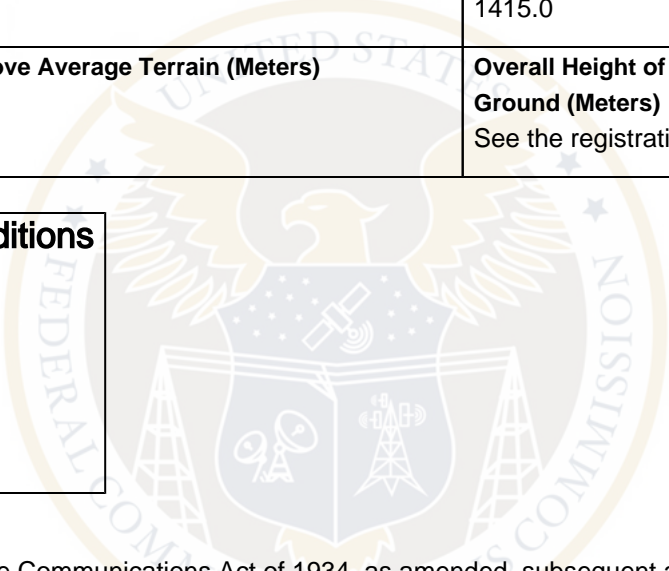 1415.0
ove Average Terrain (Meters)
Overall Height of
Ground (Meters)
See the registrati
ditions
UNITED STATES
FEDERAL COMMUNICATIONS COMMISSION
e Communications Act of 1934, as amended, subsequent a